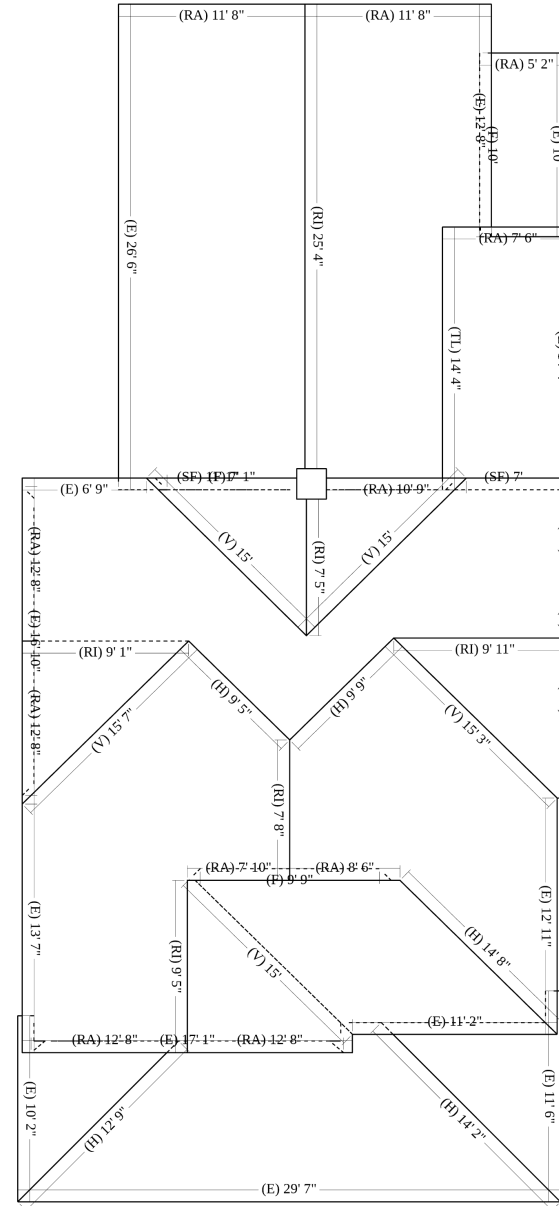 (RA) 11' 8"
(RA) 11' 8"
(RA) 5' 2"
(E) 12' 8"
(F) 10'
(E) 10'
(E) 26' 6"
(RI) 25' 4"
(RA) 7' 6"
(TL) 14' 4"
(E) 6' 9"
(RA) 10' 9"
(SF) 7'
(RA) 12' 8"
(V) 15'
(RI) 7' 5"
(V) 15'
(E) 16' 10"
(RI) 9' 1"
(RI) 9' 11"
(RA) 12' 8"
(V) 15' 7"
(H) 9' 5"
(H) 9' 9"
(V) 15' 3"
(RI) 7' 8"
(RA) 7' 10"
(RA) 8' 6"
(F) 9' 9"
(E) 13' 7"
(RI) 9' 5"
(V) 15'
(H) 14' 8"
(E) 12' 11"
(E) 11' 2"
(RA) 12' 8"
(E) 17' 1"
(RA) 12' 8"
(E) 10' 2"
(H) 12' 9"
(H) 14' 2"
(E) 11' 6"
(E) 29' 7"